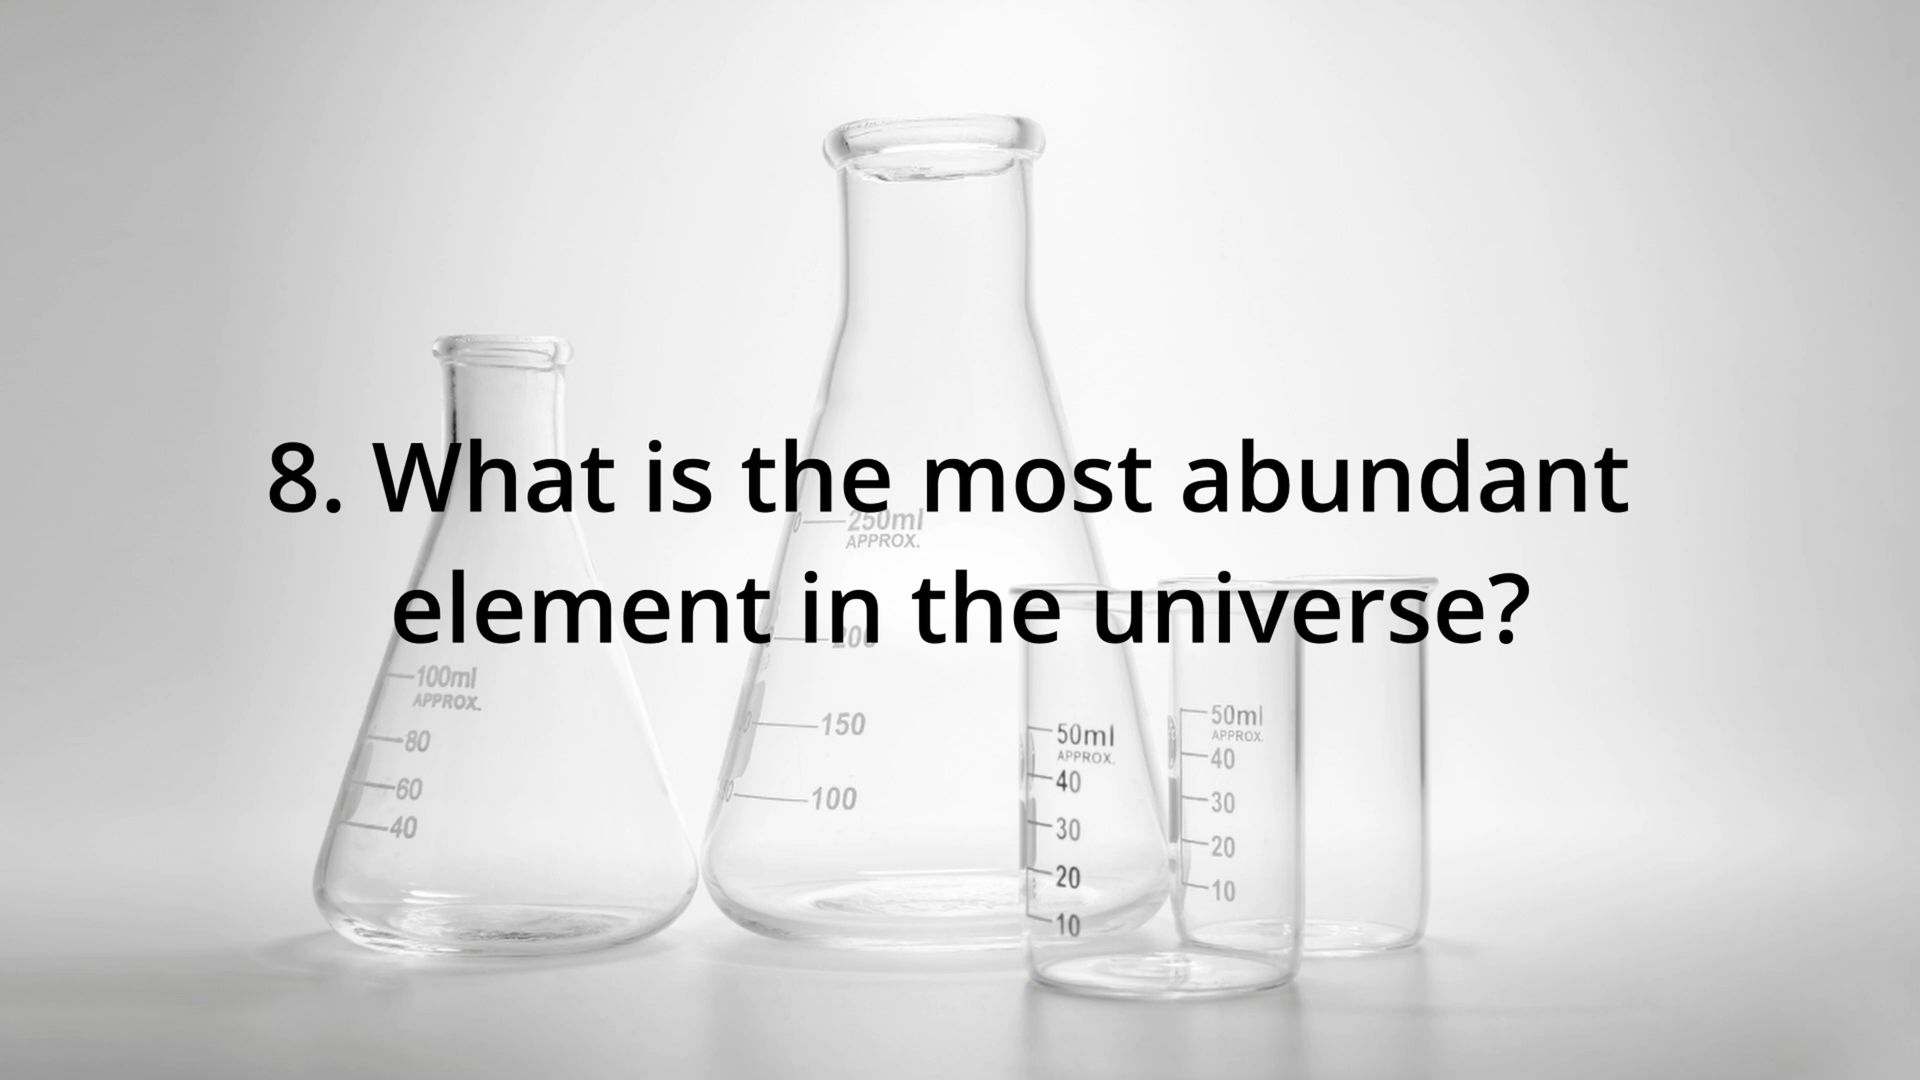 8. What is the most abundant
element in the universe?
250ml
APPROX.
200
150
100
100ml
APPROX.
80
60
40
50ml
APPROX.
40
30
20
10
50ml
APPROX.
40
30
20
10